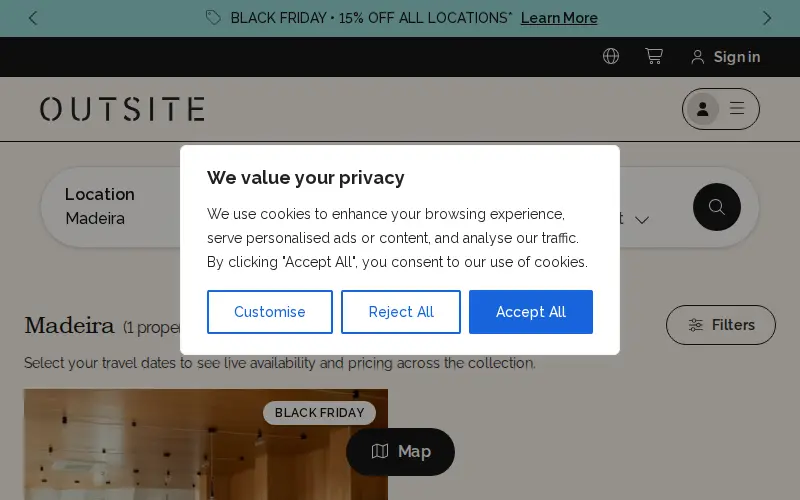 BLACK FRIDAY • 15% OFF ALL LOCATIONS* Learn More
Sign in
OUTSITE
We value your privacy
We use cookies to enhance your browsing experience,
serve personalised ads or content, and analyse our traffic.
By clicking "Accept All", you consent to our use of cookies.
Customise
Reject All
Accept All
Location
Madeira
Madeira (1
Filters
Select your travel dates to see live availability and pricing across the collection.
BLACK FRIDAY
Map